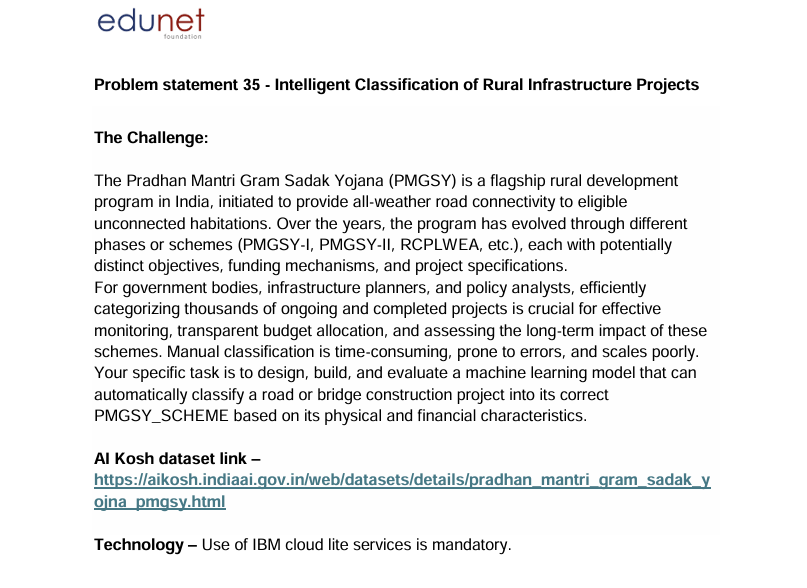 edunet
foundation
Problem statement 35 - Intelligent Classification of Rural Infrastructure Projects
The Challenge:
The Pradhan Mantri Gram Sadak Yojana (PMGSY) is a flagship rural development
program in India, initiated to provide all-weather road connectivity to eligible
unconnected habitations. Over the years, the program has evolved through different
phases or schemes (PMGSY-I, PMGSY-II, RCPLWEA, etc.), each with potentially
distinct objectives, funding mechanisms, and project specifications.
For government bodies, infrastructure planners, and policy analysts, efficiently
categorizing thousands of ongoing and completed projects is crucial for effective
monitoring, transparent budget allocation, and assessing the long-term impact of these
schemes. Manual classification is time-consuming, prone to errors, and scales poorly.
Your specific task is to design, build, and evaluate a machine learning model that can
automatically classify a road or bridge construction project into its correct
PMGSY_SCHEME based on its physical and financial characteristics.
AI Kosh dataset link –
https://aikosh.indiaai.gov.in/web/datasets/details/pradhan_mantri_gram_sadak_y
ojna_pmgsy.html
Technology – Use of IBM cloud lite services is mandatory.